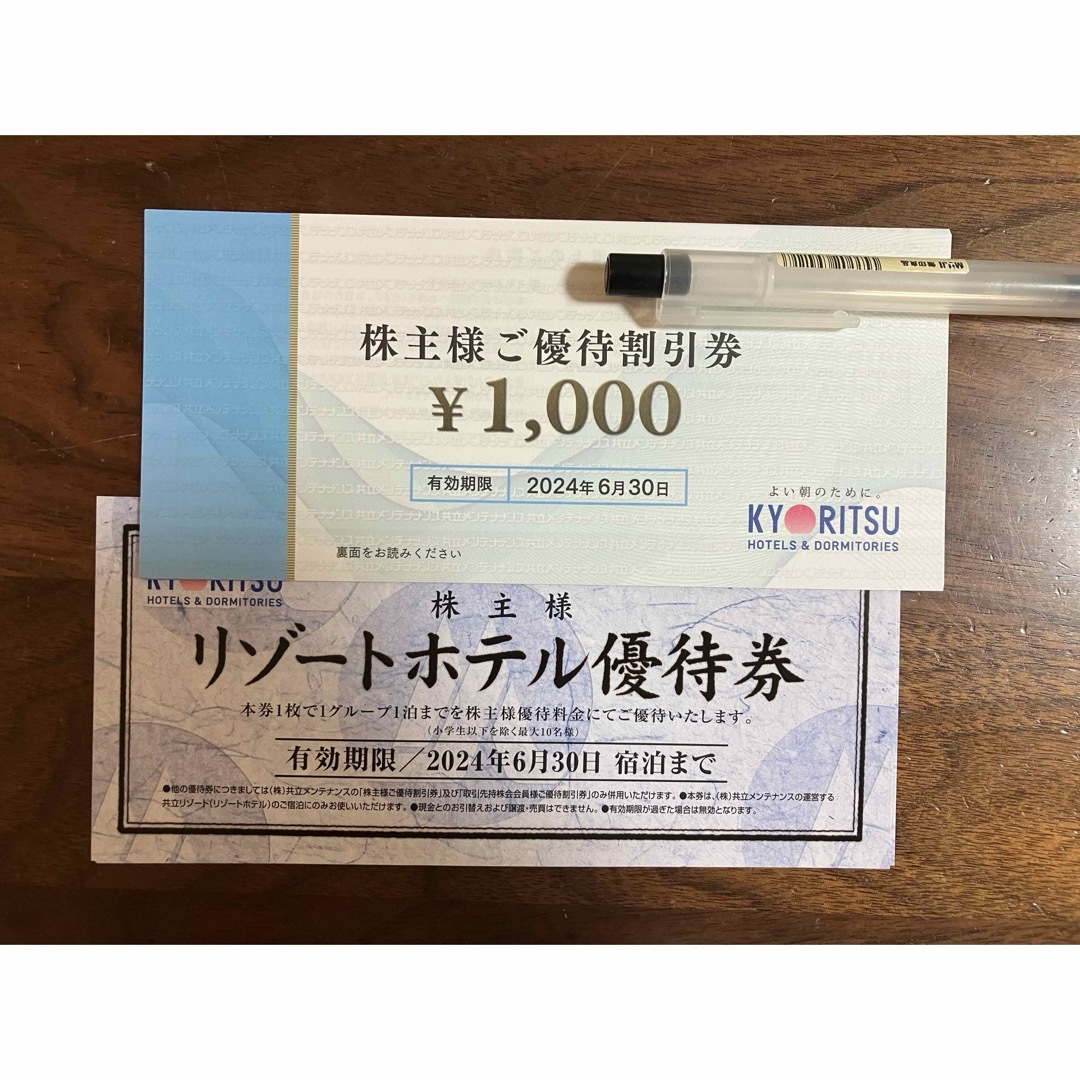 MUJI 無印良品
株主様ご優待割引券
¥1,000
有効期限 2024年6月30日
よい朝のために。
KYORITSU
HOTELS & DORMITORIES
裏面をお読みください
KYORITSU
HOTELS & DORMITORIES
株主様
リゾートホテル優待券
本券1枚で1グループ1泊までを株主様優待料金にてご優待いたします。
(小学生以下を除く最大10名様)
有効期限/2024年6月30日 宿泊まで
●他の優待券につきましては(株)共立メンテナンスの「株主様ご優待割引券」及び「取引先持株会会員様ご優待割引券」のみ併用いただけます。●本券は、(株)共立メンテナンスの運営する
共立リゾート(リゾートホテル)のご宿泊にのみお使いいただけます。●現金とのお引替えおよび譲渡・売買はできません。●有効期限が過ぎた場合は無効となります。